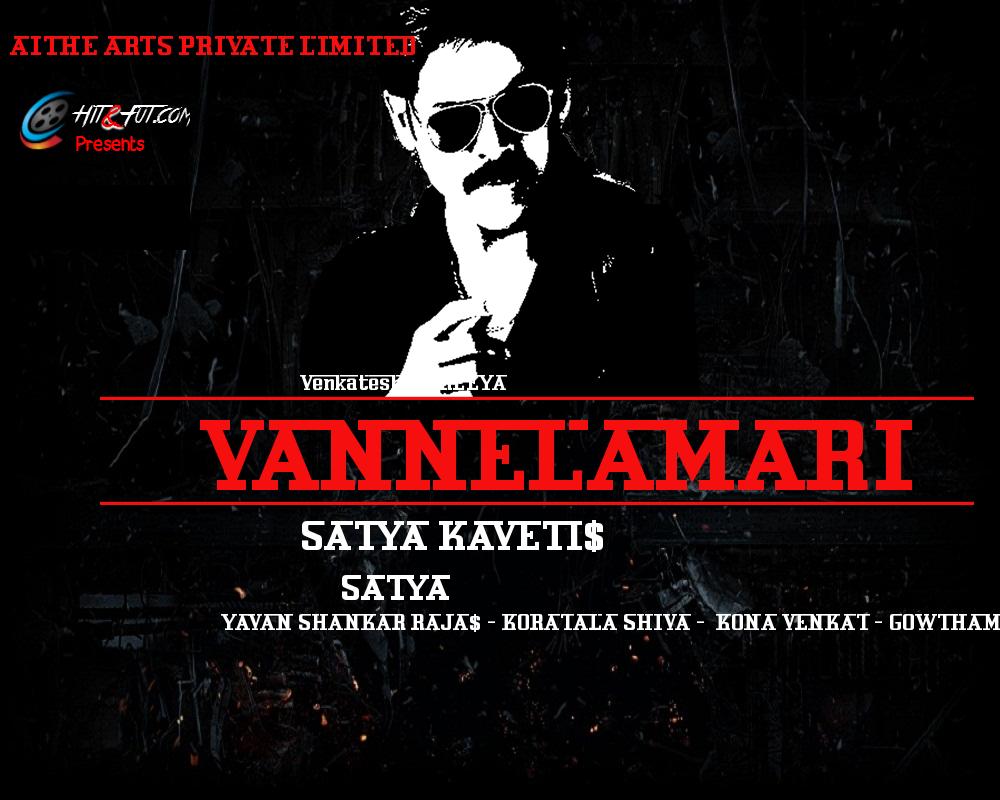 AITHE ARTS PRIVATE LIMITED
HIT&FUT.COM
Presents
Venkatesh
VANNELAMARI
SATYA KAVETI$
SATYA
YAVAN SHANKAR RAJA$ - KORATALA SHIVA - KONA VENKAT - GOWTHAM